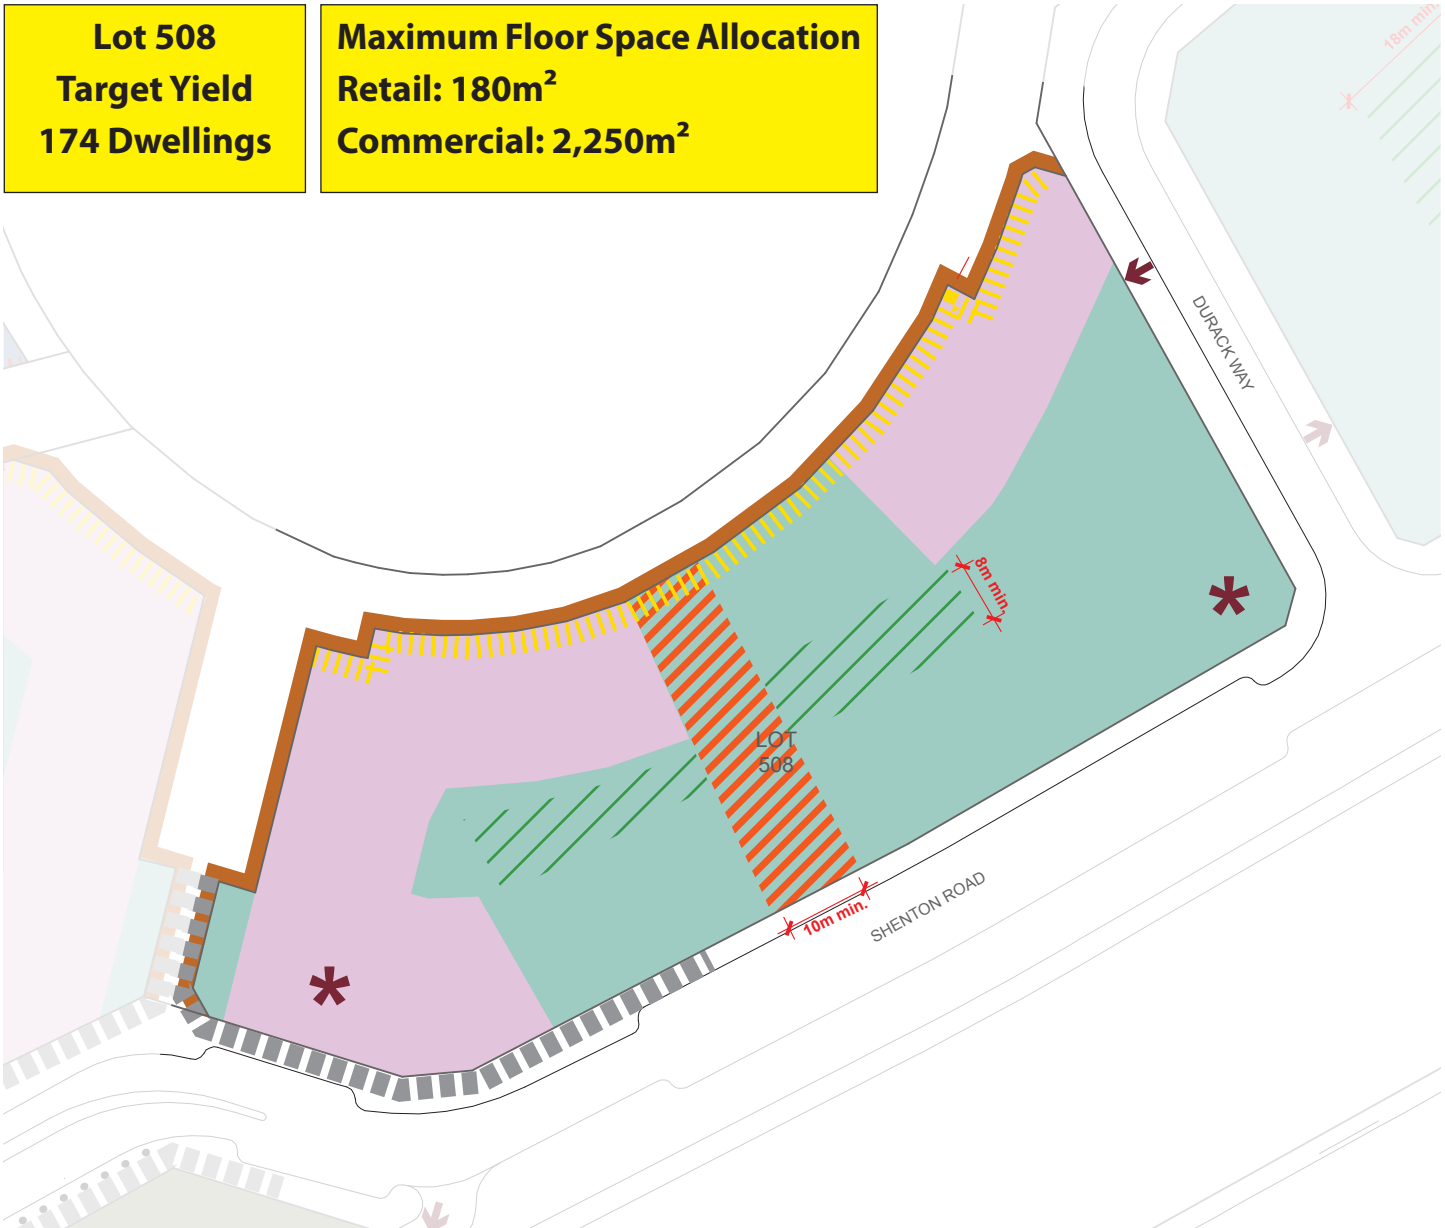 Lot 508
Target Yield
174 Dwellings
Maximum Floor Space Allocation
Retail: 180m²
Commercial: 2,250m²
18m min.
DURACK WAY
8m min.
LOT
508
10m min.
SHENTON ROAD